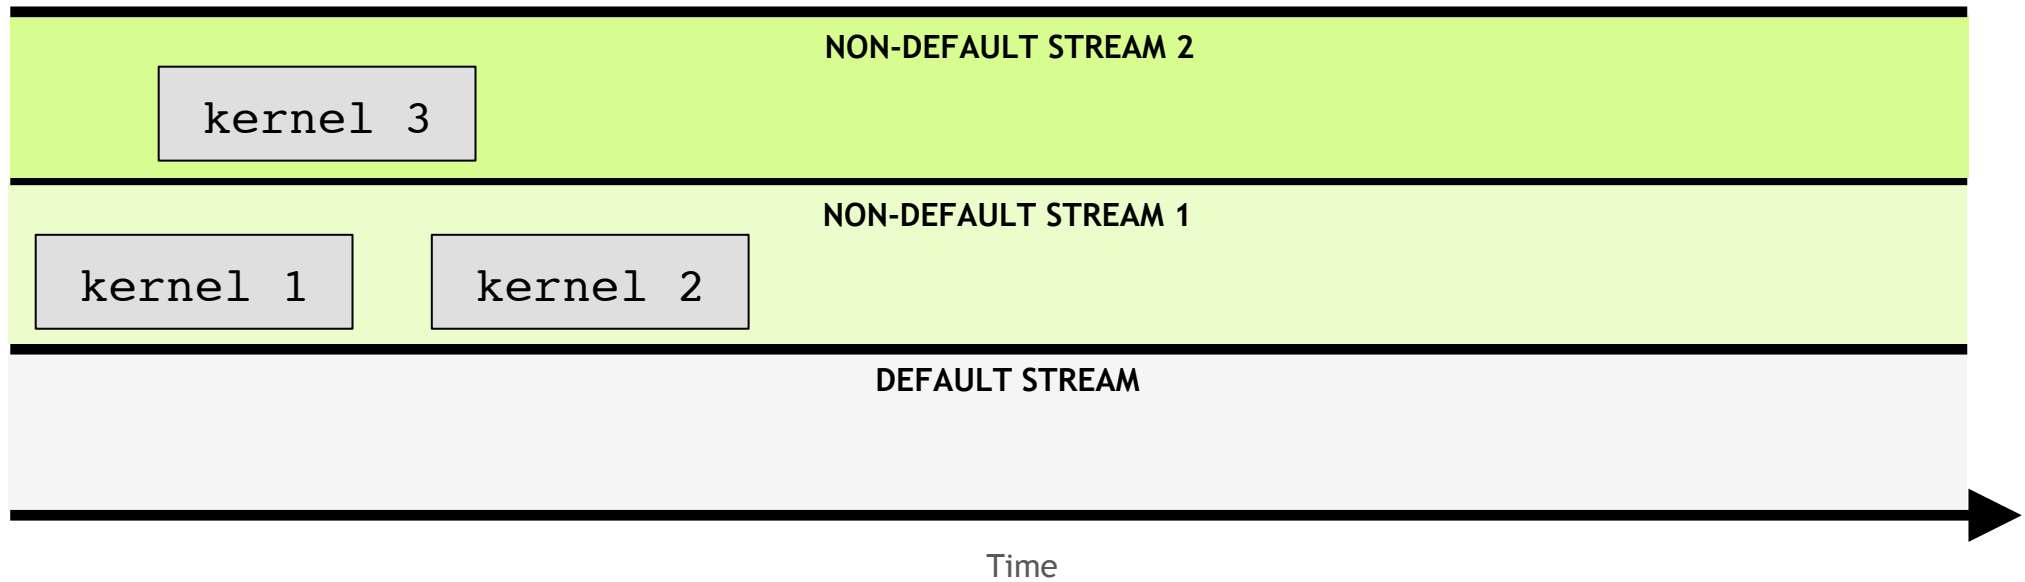 NON-DEFAULT STREAM 2
kernel 3
NON-DEFAULT STREAM 1
kernel 1
kernel 2
DEFAULT STREAM
Time